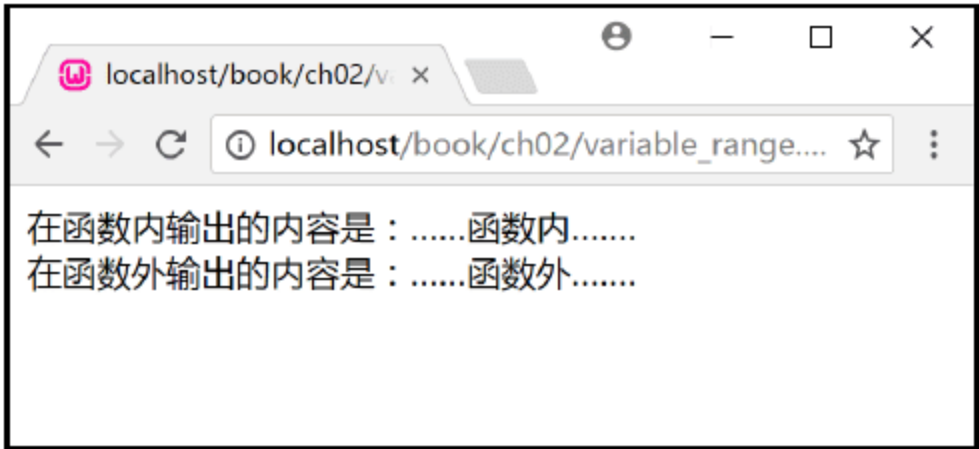 localhost/book/ch02/va
localhost/book/ch02/variable_range....
在函数内输出的内容是：......函数内.......
在函数外输出的内容是：......函数外.......